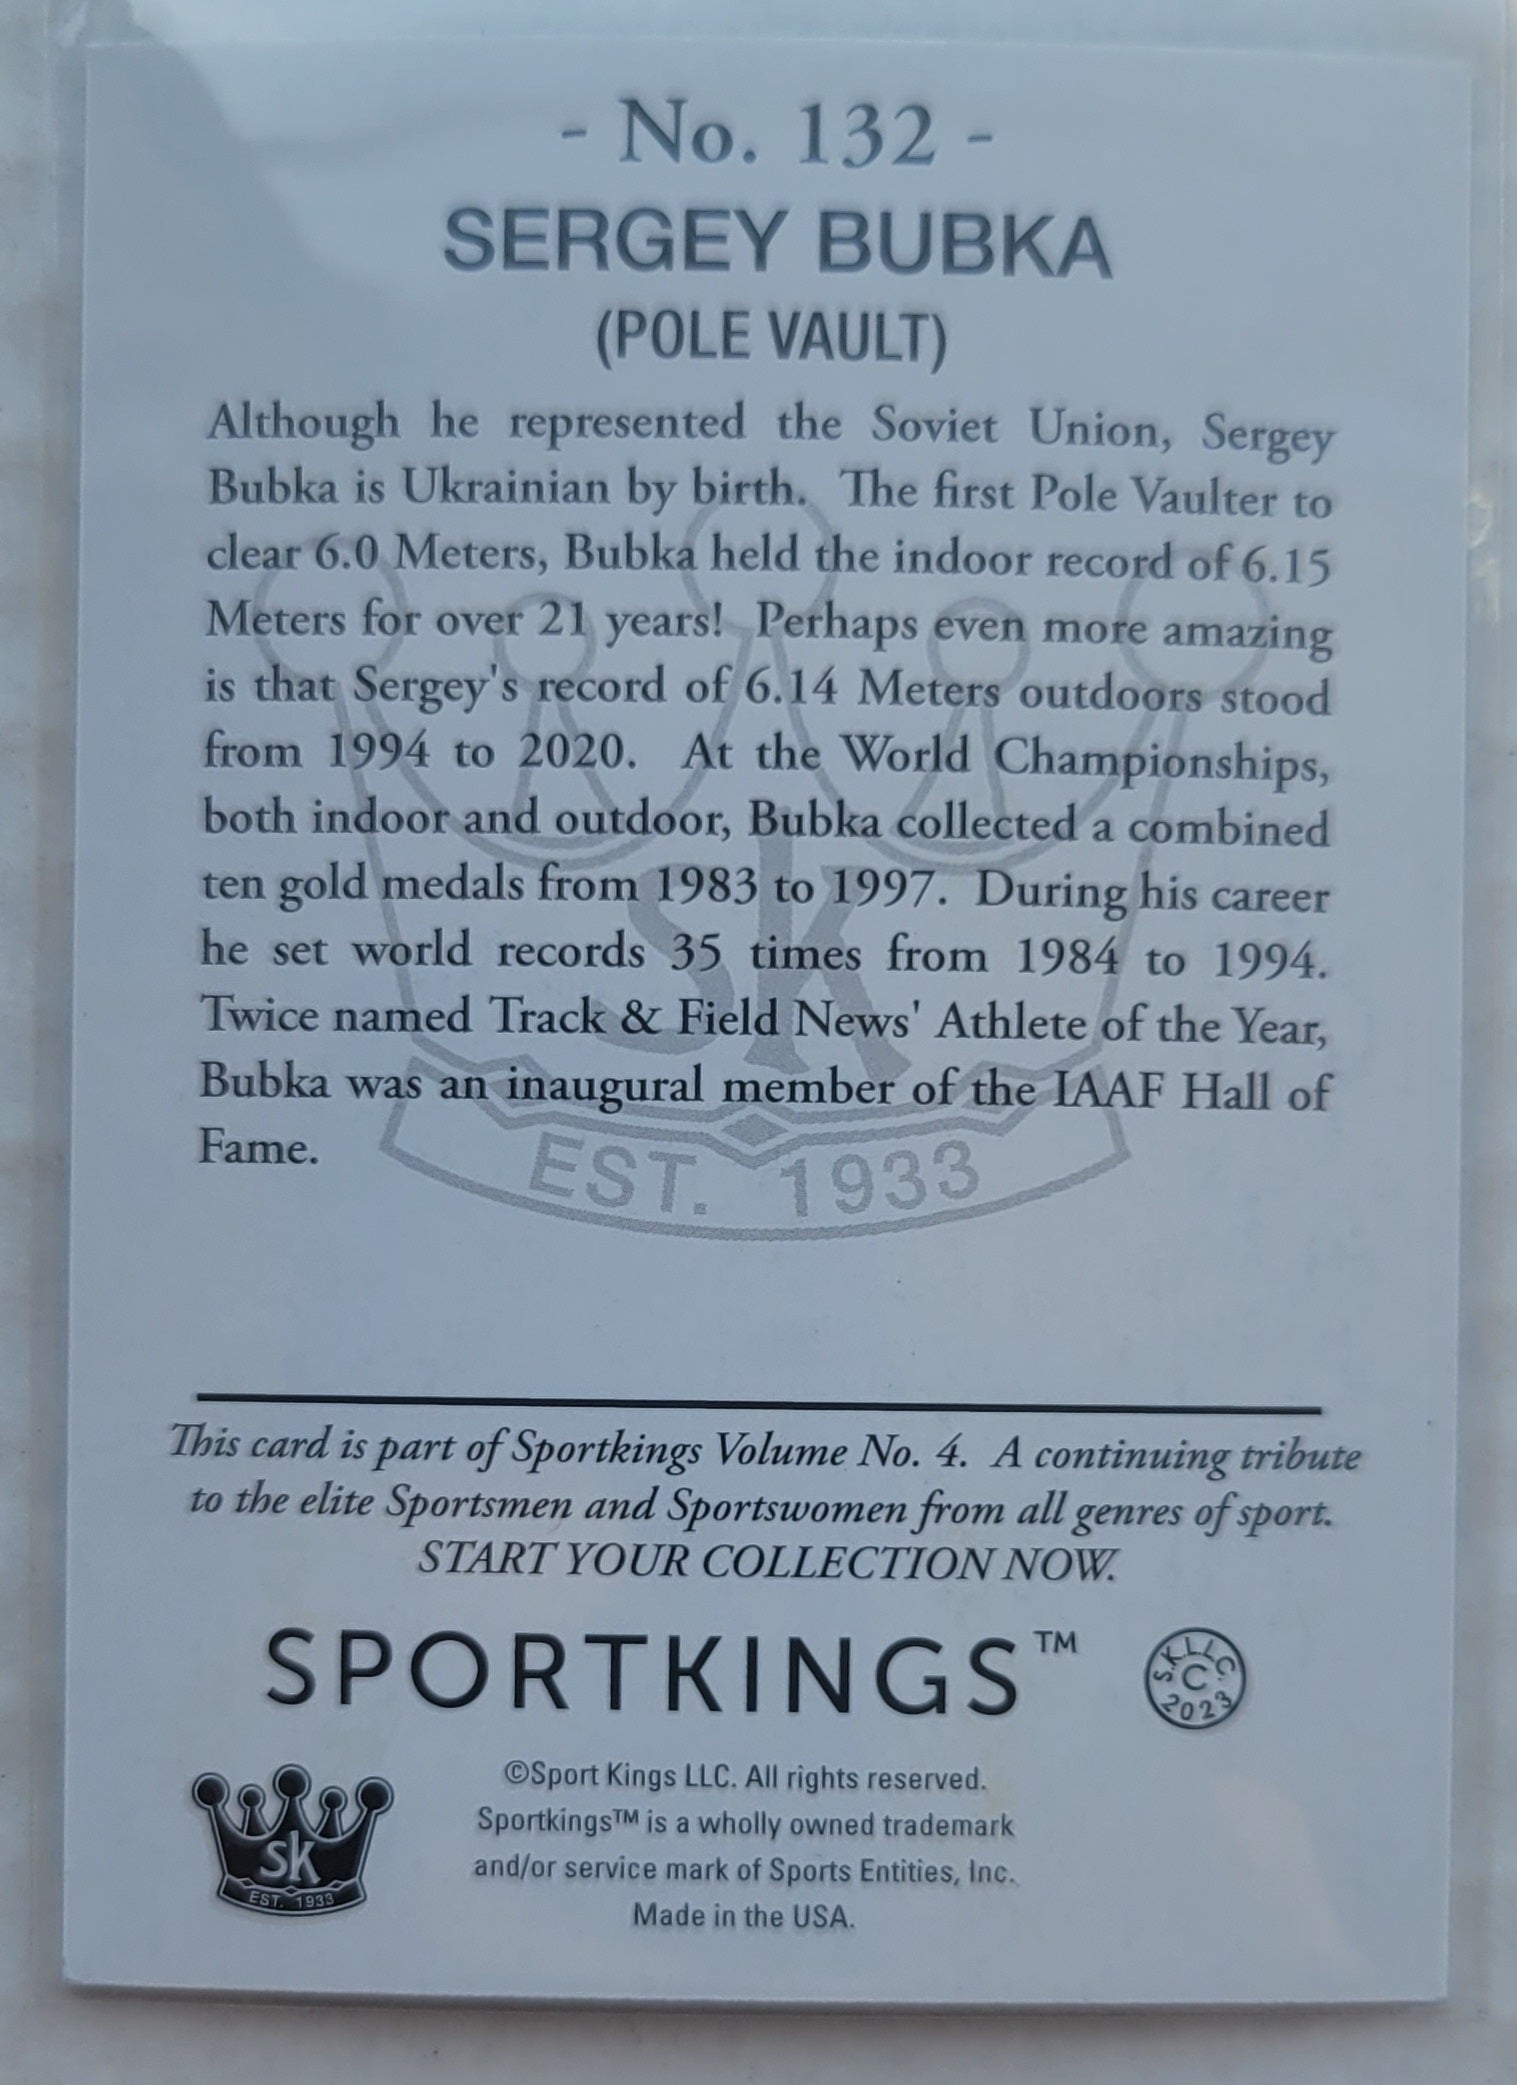 - No. 132 -
SERGEY BUBKA
(POLE VAULT)
Although he represented the Soviet Union, Sergey
Bubka is Ukrainian by birth. The first Pole Vaulter to
clear 6.0 Meters, Bubka held the indoor record of 6.15
Meters for over 21 years! Perhaps even more amazing
is that Sergey's record of 6.14 Meters outdoors stood
from 1994 to 2020. At the World Championships,
both indoor and outdoor, Bubka collected a combined
ten gold medals from 1983 to 1997. During his career
he set world records 35 times from 1984 to 1994.
Twice named Track & Field News' Athlete of the Year,
Bubka was an inaugural member of the IAAF Hall of
Fame.
sk
EST. 1933
This card is part of Sportkings Volume No. 4. A continuing tribute
to the elite Sportsmen and Sportswomen from all genres of sport.
START YOUR COLLECTION NOW.
SPORTKINGS™
S.K.LLC.
C
2023
©Sport Kings LLC. All rights reserved.
Sportkings™ is a wholly owned trademark
and/or service mark of Sports Entities, Inc.
Made in the USA.
sk
EST. 1933